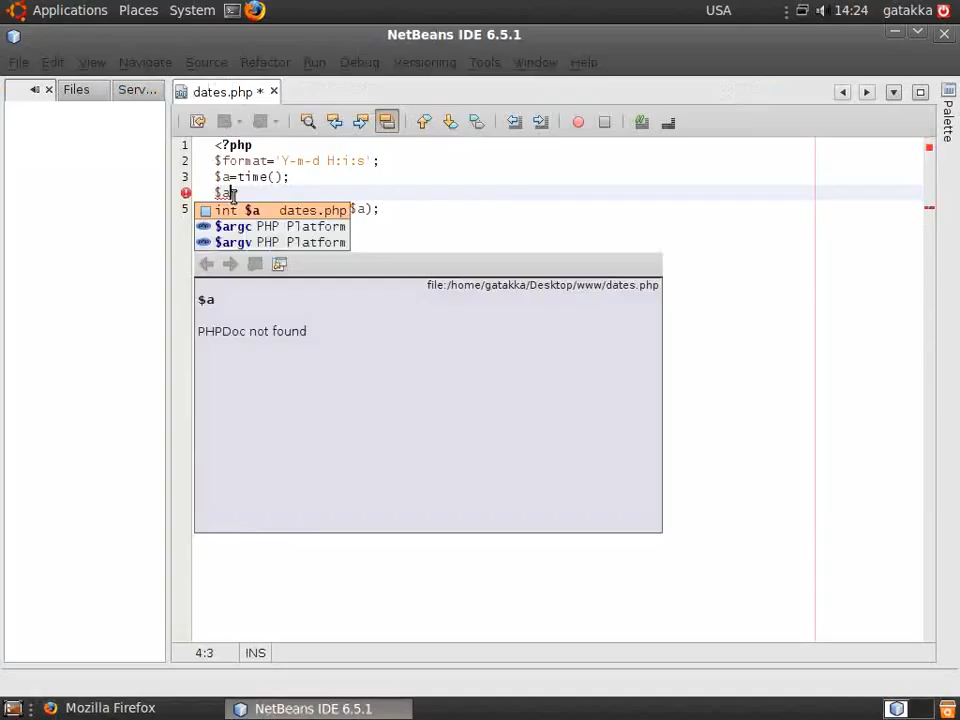 Applications Places System USA 14:24 gatakka
NetBeans IDE 6.5.1
File Edit View Navigate Source Refactor Run Debug Versioning Tools Window Help
Files Serv... dates.php * Palette
1 <?php
2 $format='Y-m-d H:i:s';
3 $a=time();
$a
int $a dates.php
5 $a);
$argc PHP Platform
$argv PHP Platform
file:/home/gatakka/Desktop/www/dates.php
$a
PHPDoc not found
4:3 INS
Mozilla Firefox NetBeans IDE 6.5.1